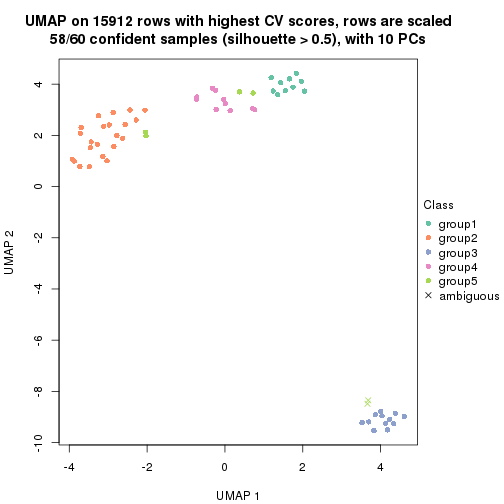 UMAP on 15912 rows with highest CV scores, rows are scaled
58/60 confident samples (silhouette > 0.5), with 10 PCs
4
2
0
-2
-4
-6
-8
-10
UMAP 2
-4
-2
0
2
4
UMAP 1
Class
group1
group2
group3
group4
group5
ambiguous